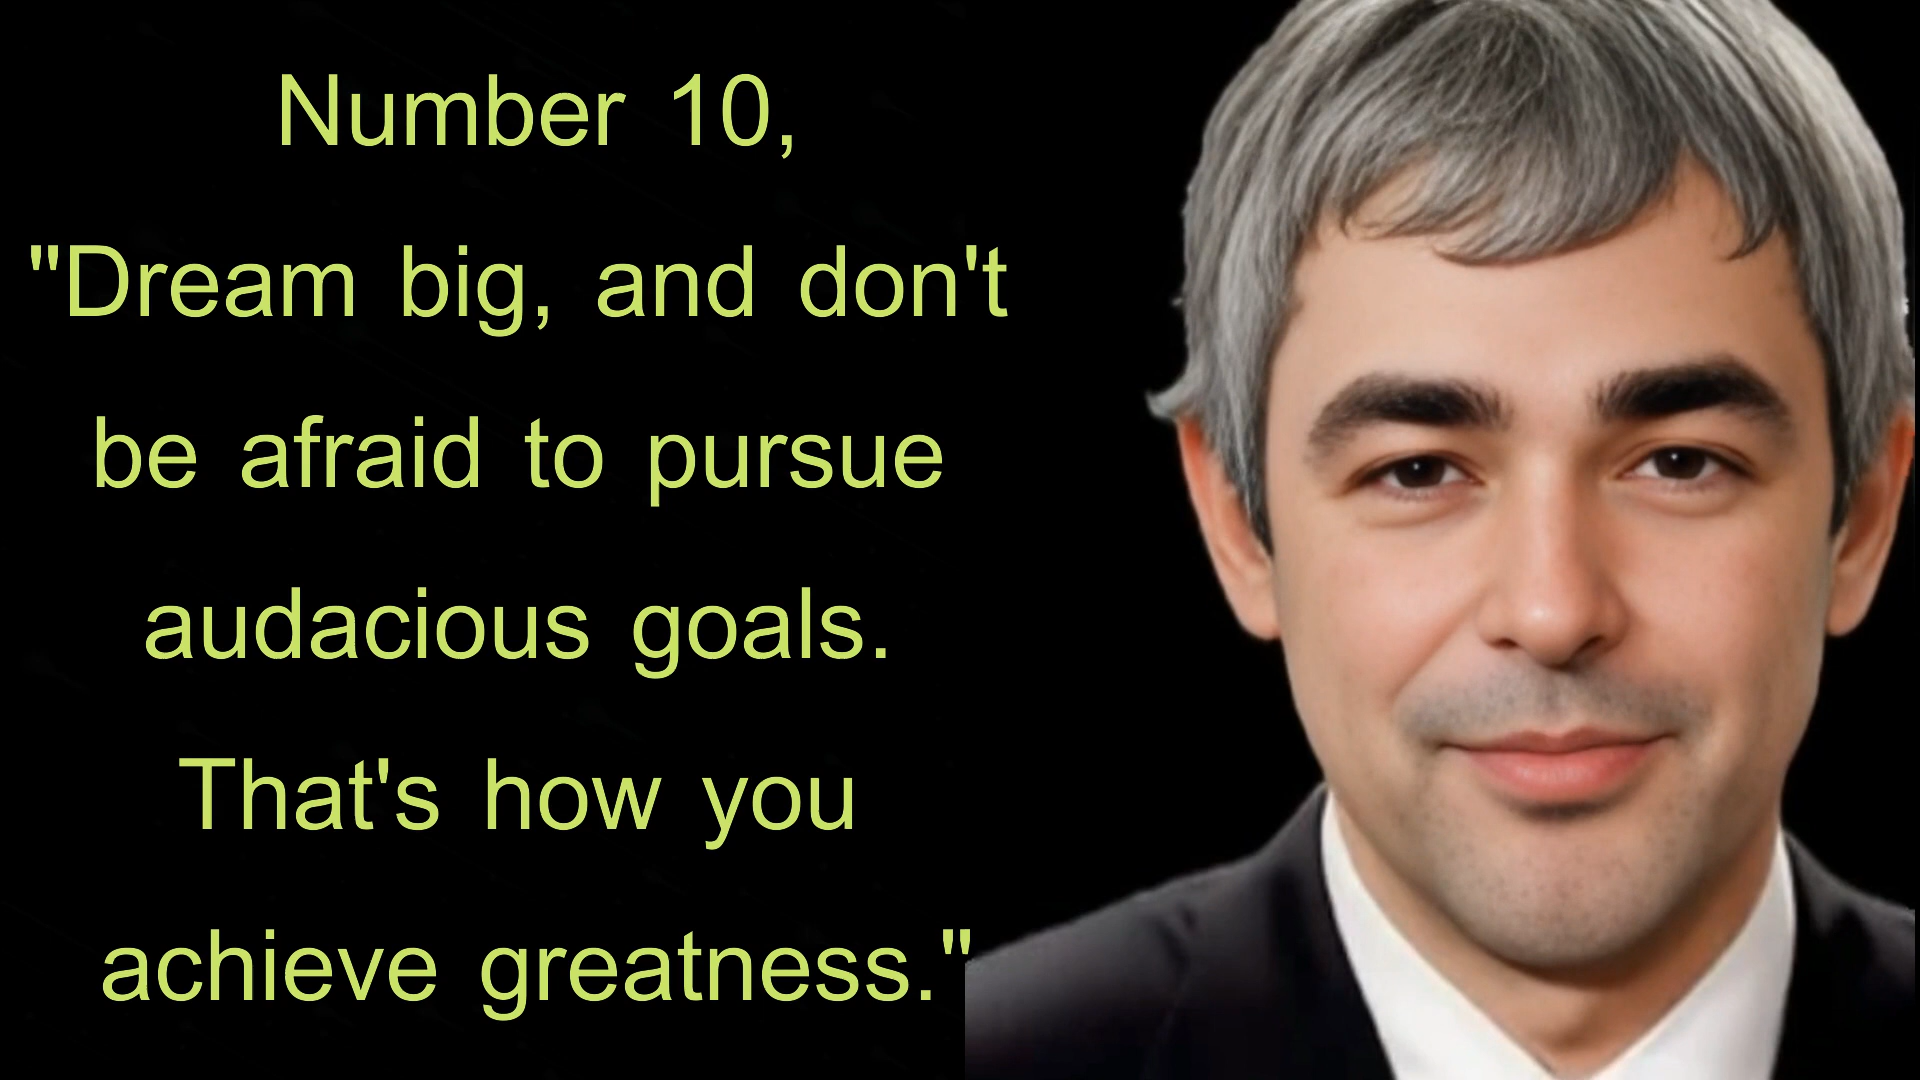 Number 10,
"Dream big, and don't
be afraid to pursue
audacious goals.
That's how you
achieve greatness."